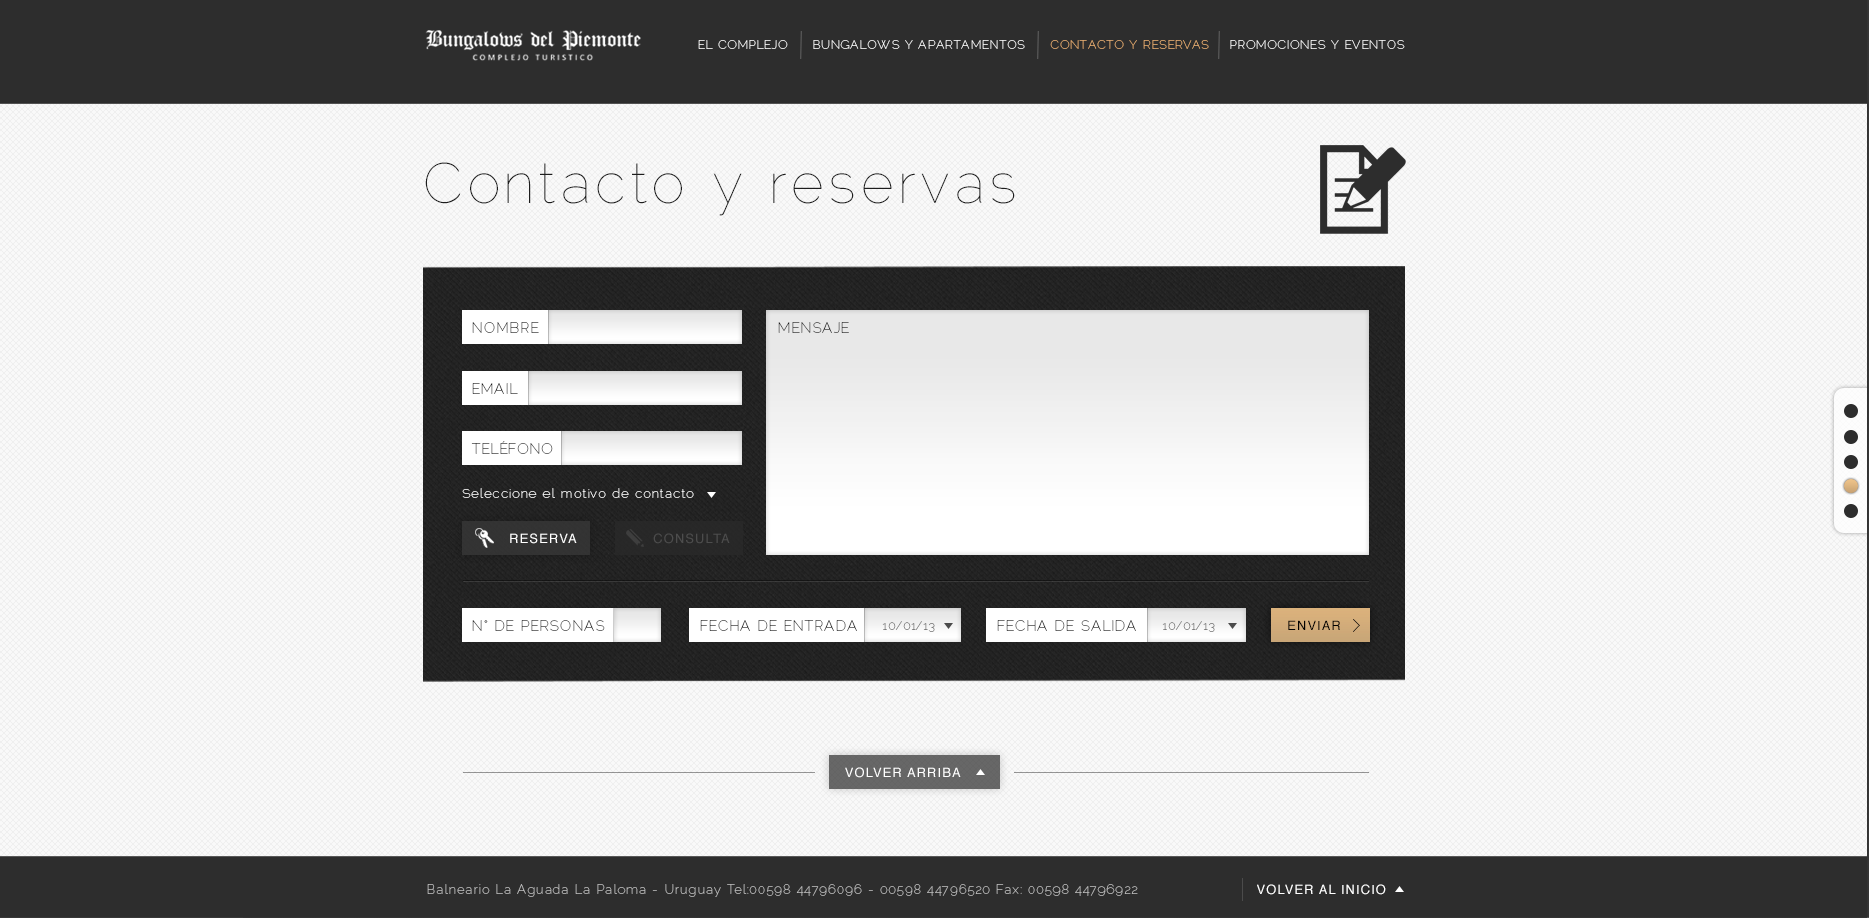 Bungalows del Piemonte
COMPLEJO TURISTICO
EL COMPLEJO
BUNGALOWS Y APARTAMENTOS
CONTACTO Y RESERVAS
PROMOCIONES Y EVENTOS
Contacto y reservas
NOMBRE
MENSAJE
EMAIL
TELÉFONO
Seleccione el motivo de contacto
RESERVA
CONSULTA
N° DE PERSONAS
FECHA DE ENTRADA
10/01/13
FECHA DE SALIDA
10/01/13
ENVIAR
VOLVER ARRIBA
Balneario La Aguada La Paloma - Uruguay Tel:00598 44796096 - 00598 44796520 Fax: 00598 44796922
VOLVER AL INICIO